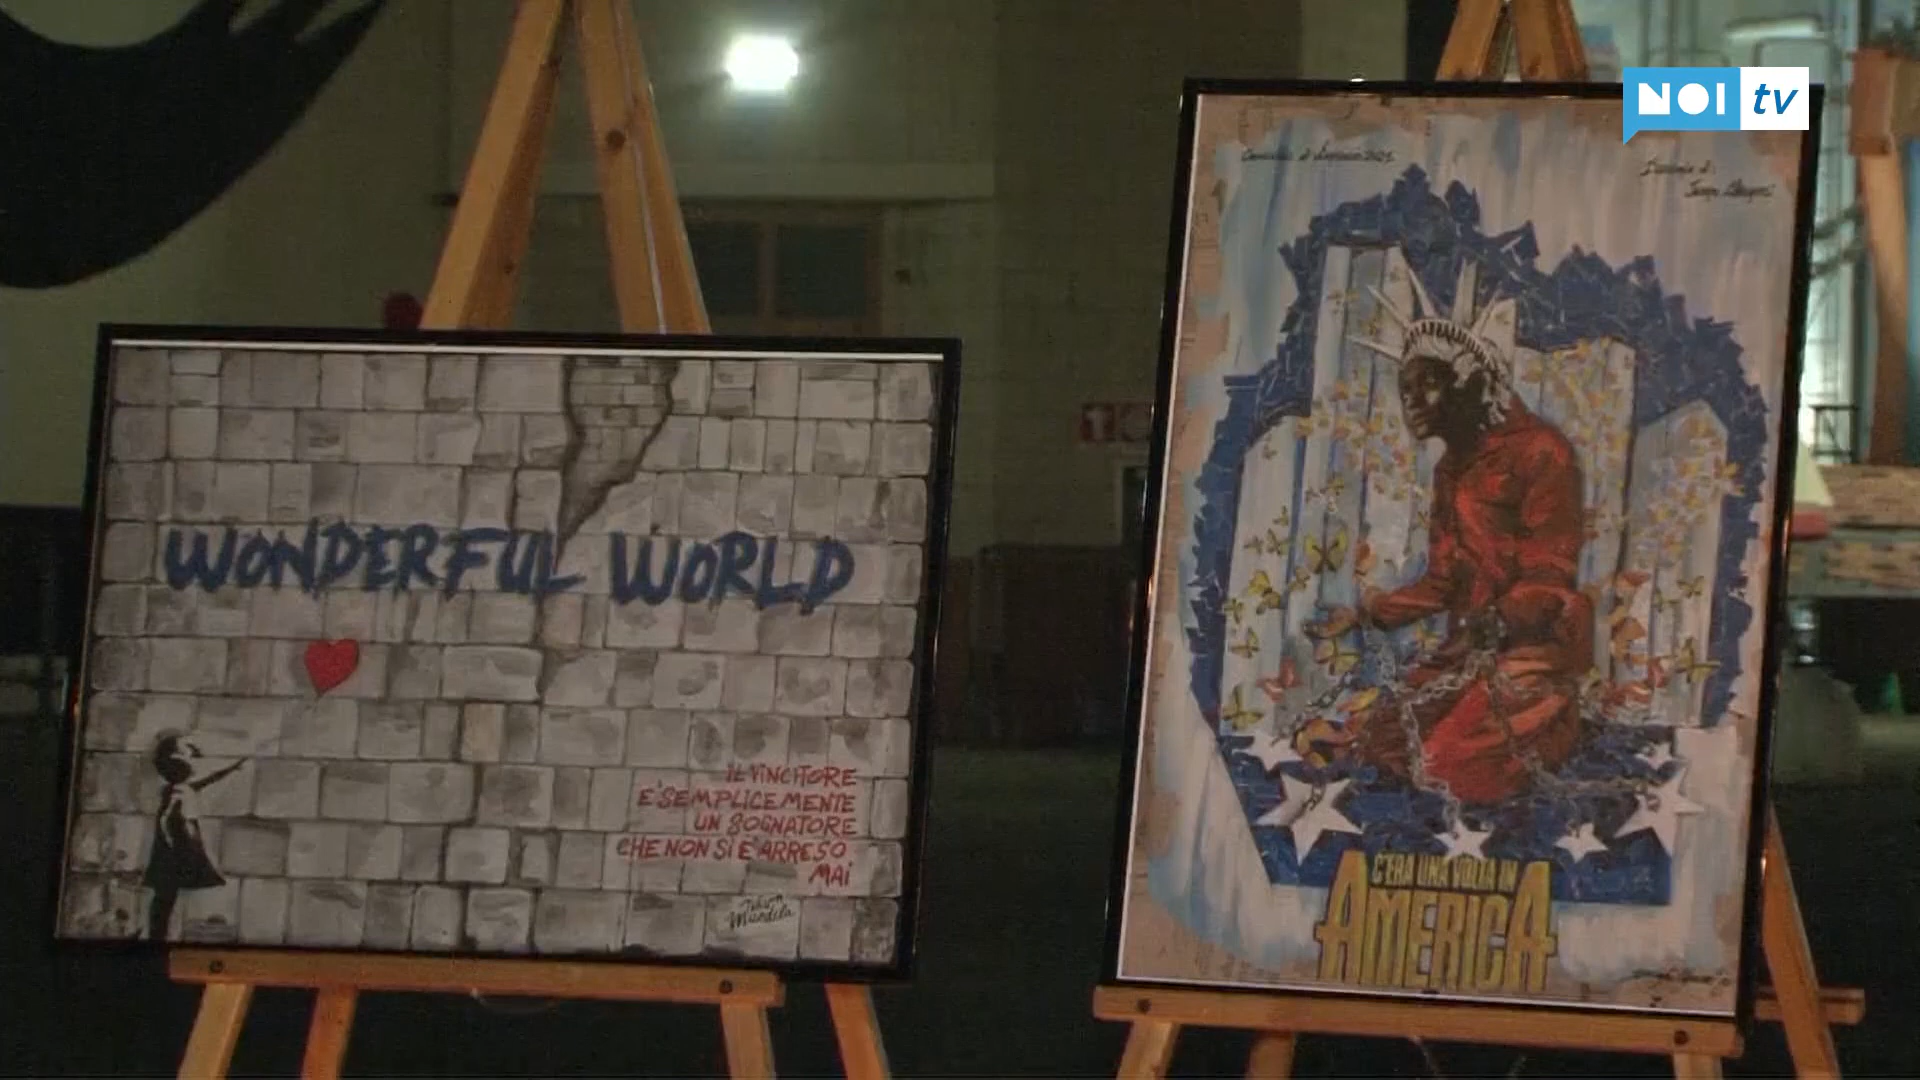 NOI tv
WONDERFUL WORLD
IL VINCITORE
E' SEMPLICEMENTE
UN SOGNATORE
CHE NON SI E' ARRESO
MAI
Nelson
Mandela
C'ERA UNA VOLTA IN
AMERICA